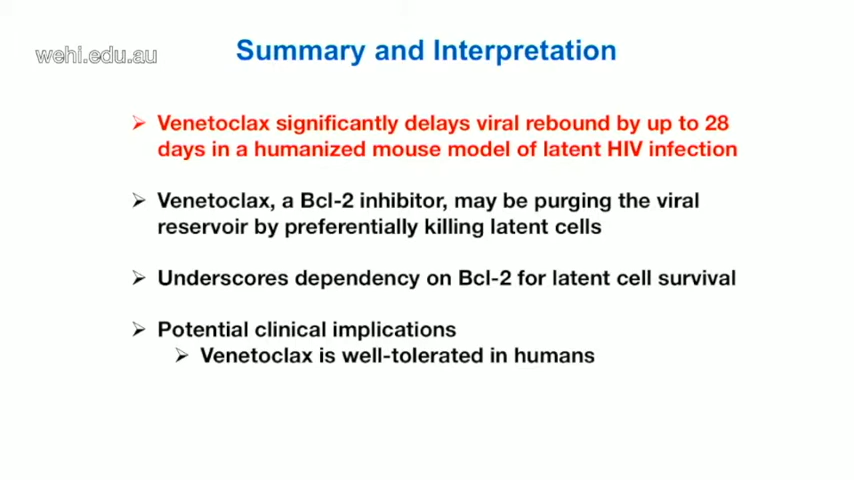 wehi.edu.au
Summary and Interpretation
➢ Venetoclax significantly delays viral rebound by up to 28
days in a humanized mouse model of latent HIV infection
➢ Venetoclax, a Bcl-2 inhibitor, may be purging the viral
reservoir by preferentially killing latent cells
➢ Underscores dependency on Bcl-2 for latent cell survival
➢ Potential clinical implications
➢ Venetoclax is well-tolerated in humans